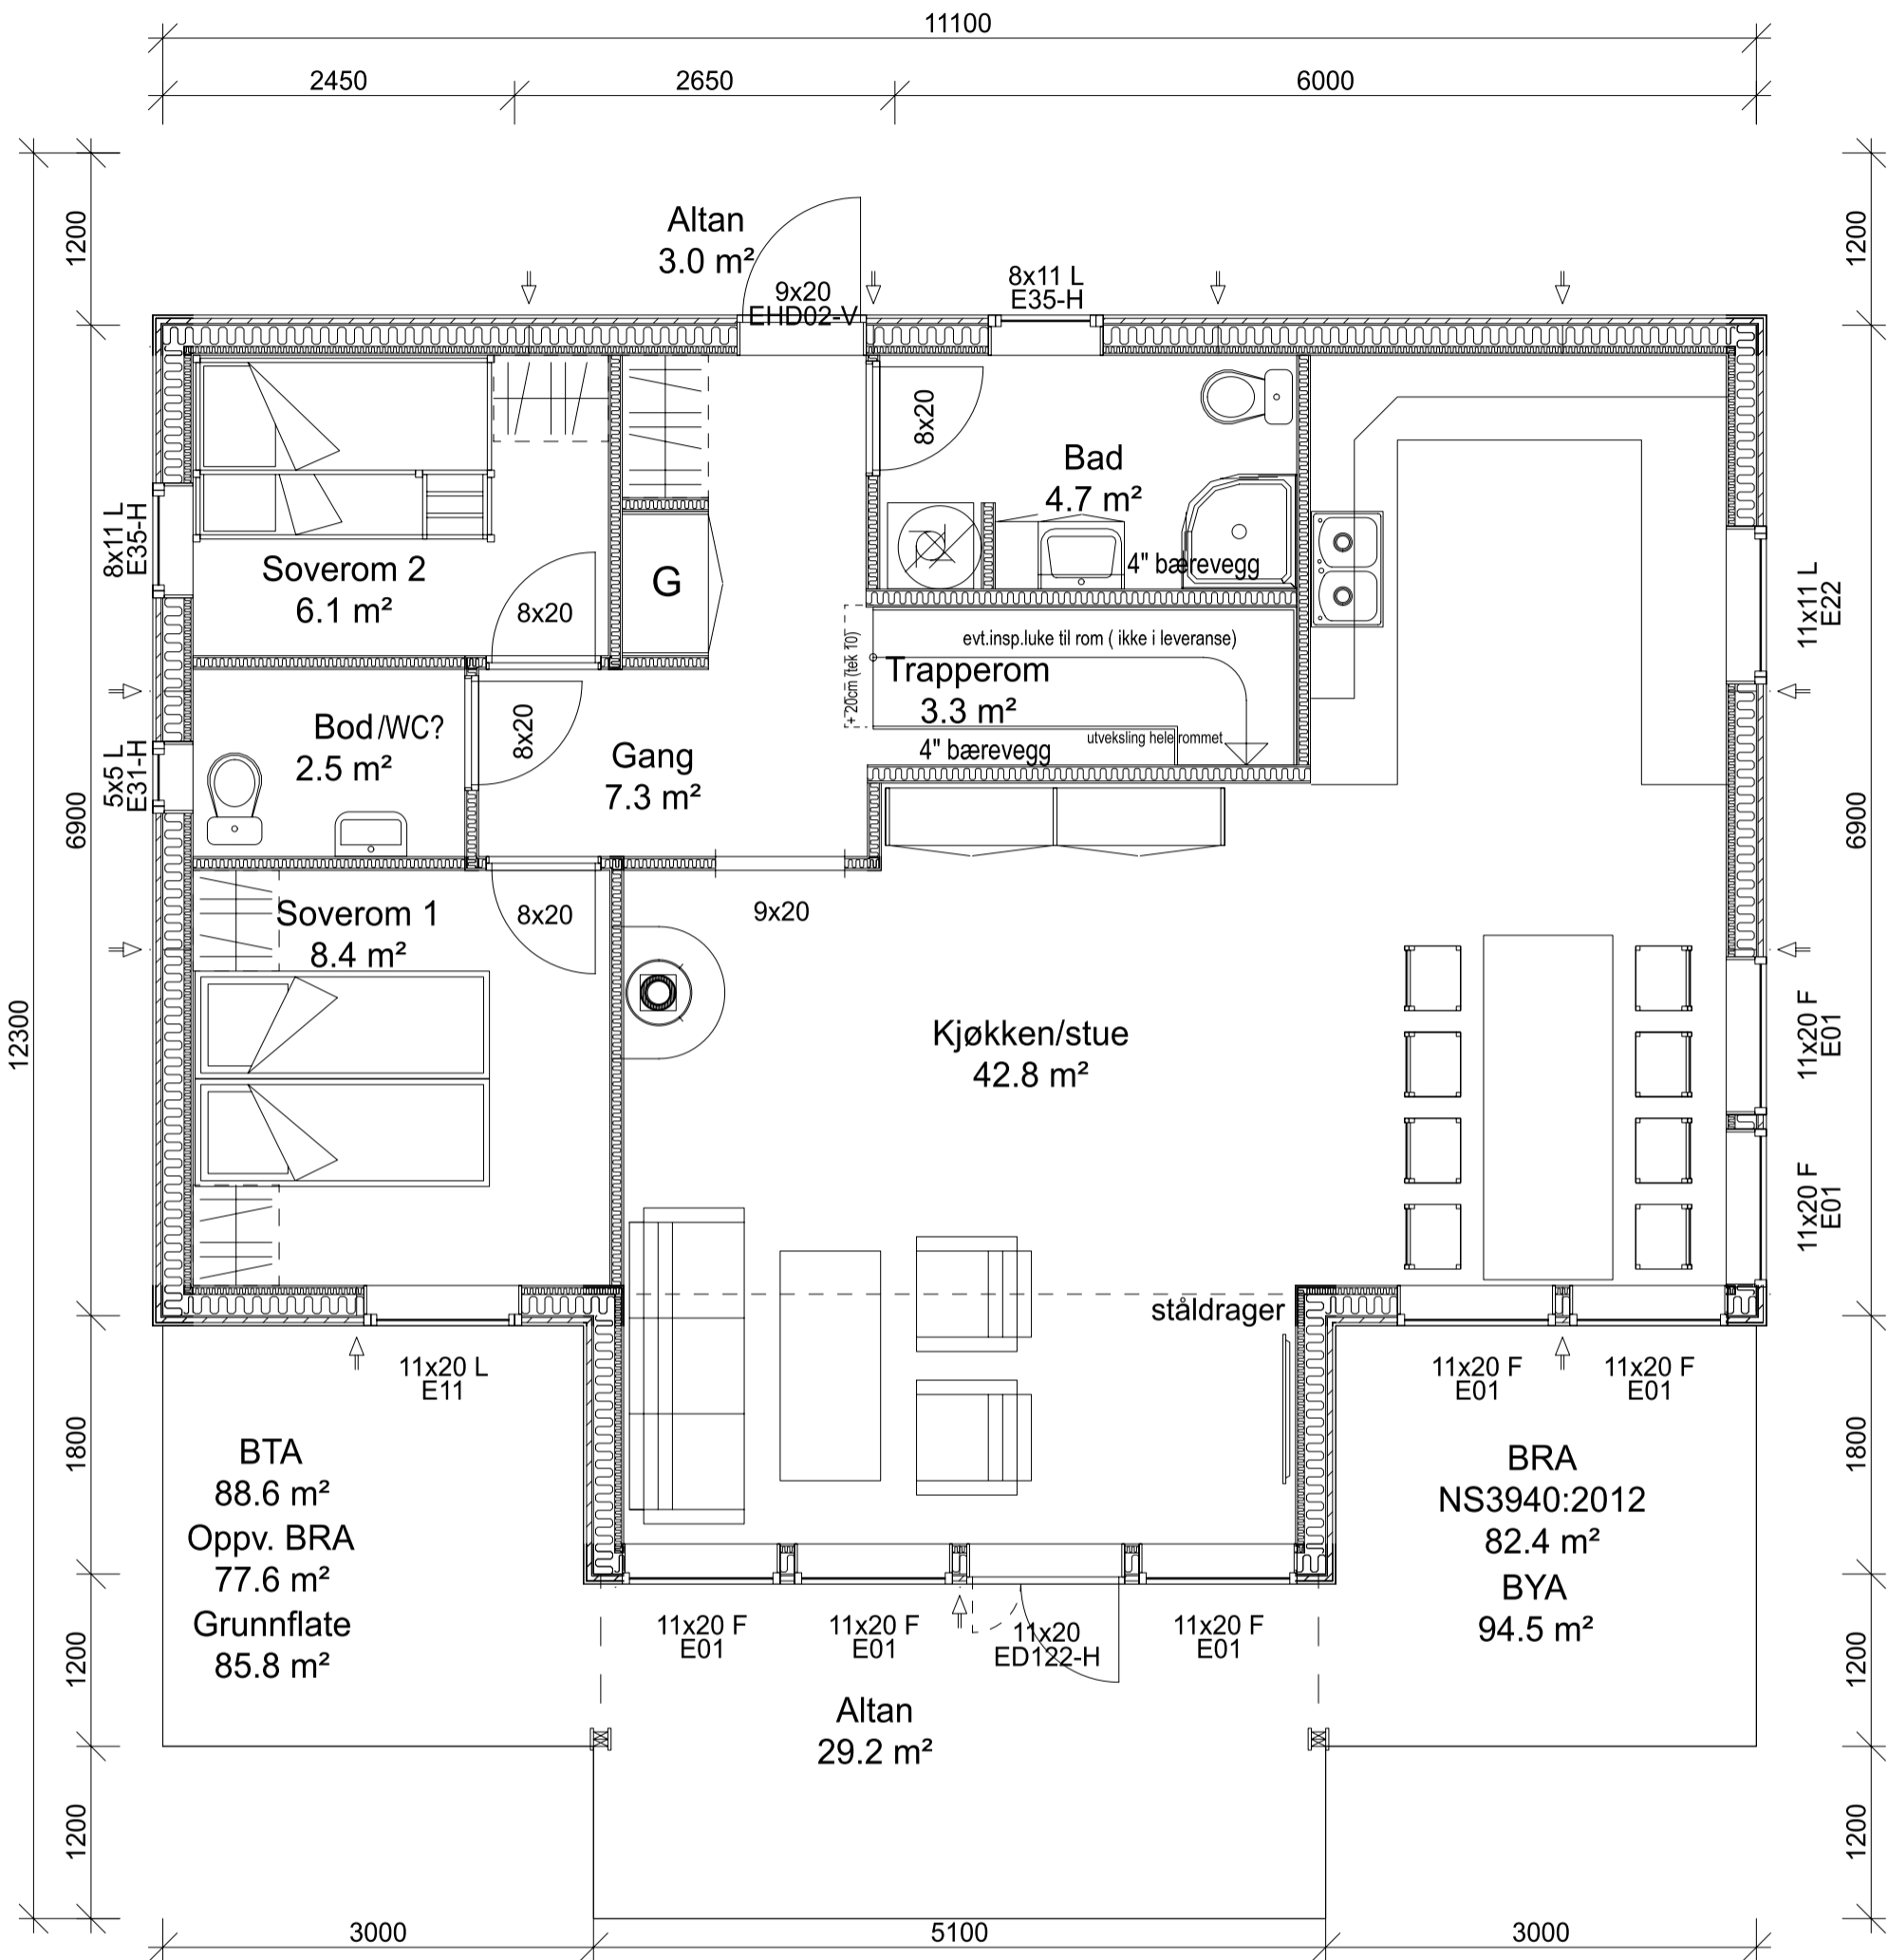 11100
2450
2650
6000
1200
1200
Altan
3.0 m²
9x20
EHD02-V
8x11 L
E35-H
8x20
Bad
4.7 m²
4" bærevegg
8x11 L
E35-H
Soverom 2
6.1 m²
8x20
G
11x11 L
E22
evt.insp.luke til rom ( ikke i leveranse)
+ 20cm (tek 10)
Trapperom
3.3 m²
utveksling hele rommet
4" bærevegg
5x5 L
E31-H
Bod /WC?
2.5 m²
8x20
Gang
7.3 m²
6900
6900
Soverom 1
8.4 m²
8x20
9x20
12300
Kjøkken/stue
42.8 m²
11x20 F
E01
11x20 F
E01
ståldrager
11x20 L
E11
11x20 F
E01
11x20 F
E01
1800
1800
BTA
88.6 m²
Oppv. BRA
77.6 m²
Grunnflate
85.8 m²
BRA
NS3940:2012
82.4 m²
BYA
94.5 m²
11x20 F
E01
11x20 F
E01
11x20
ED122-H
11x20 F
E01
1200
1200
Altan
29.2 m²
1200
1200
3000
5100
3000